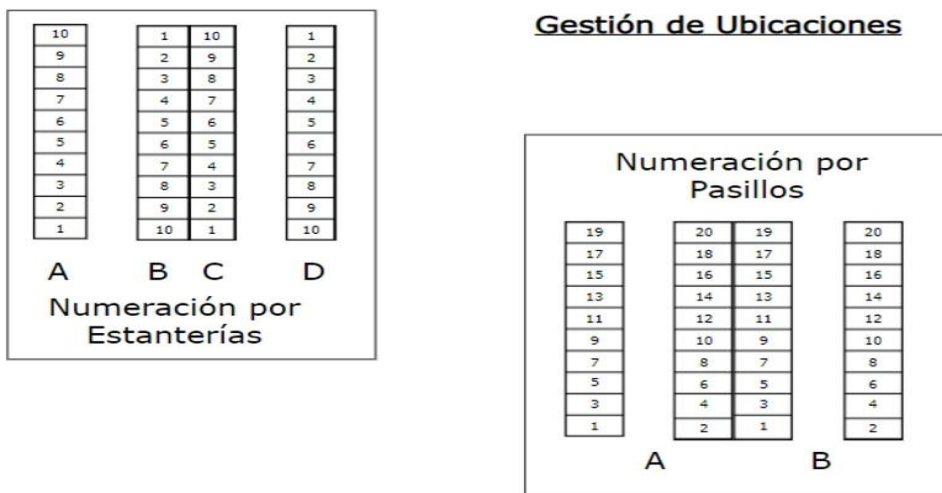 Gestión de Ubicaciones
10 1 10 1
9 2 9 2
8 3 8 3
7 4 7 4
6 5 6 5
5 6 5 6
4 7 4 7
3 8 3 8
2 9 2 9
1 10 1 10
A B C D
Numeración por
Estanterías
Numeración por
Pasillos
19 20 19 20
17 18 17 18
15 16 15 16
13 14 13 14
11 12 11 12
9 10 9 10
7 8 7 8
5 6 5 6
3 4 3 4
1 2 1 2
A B